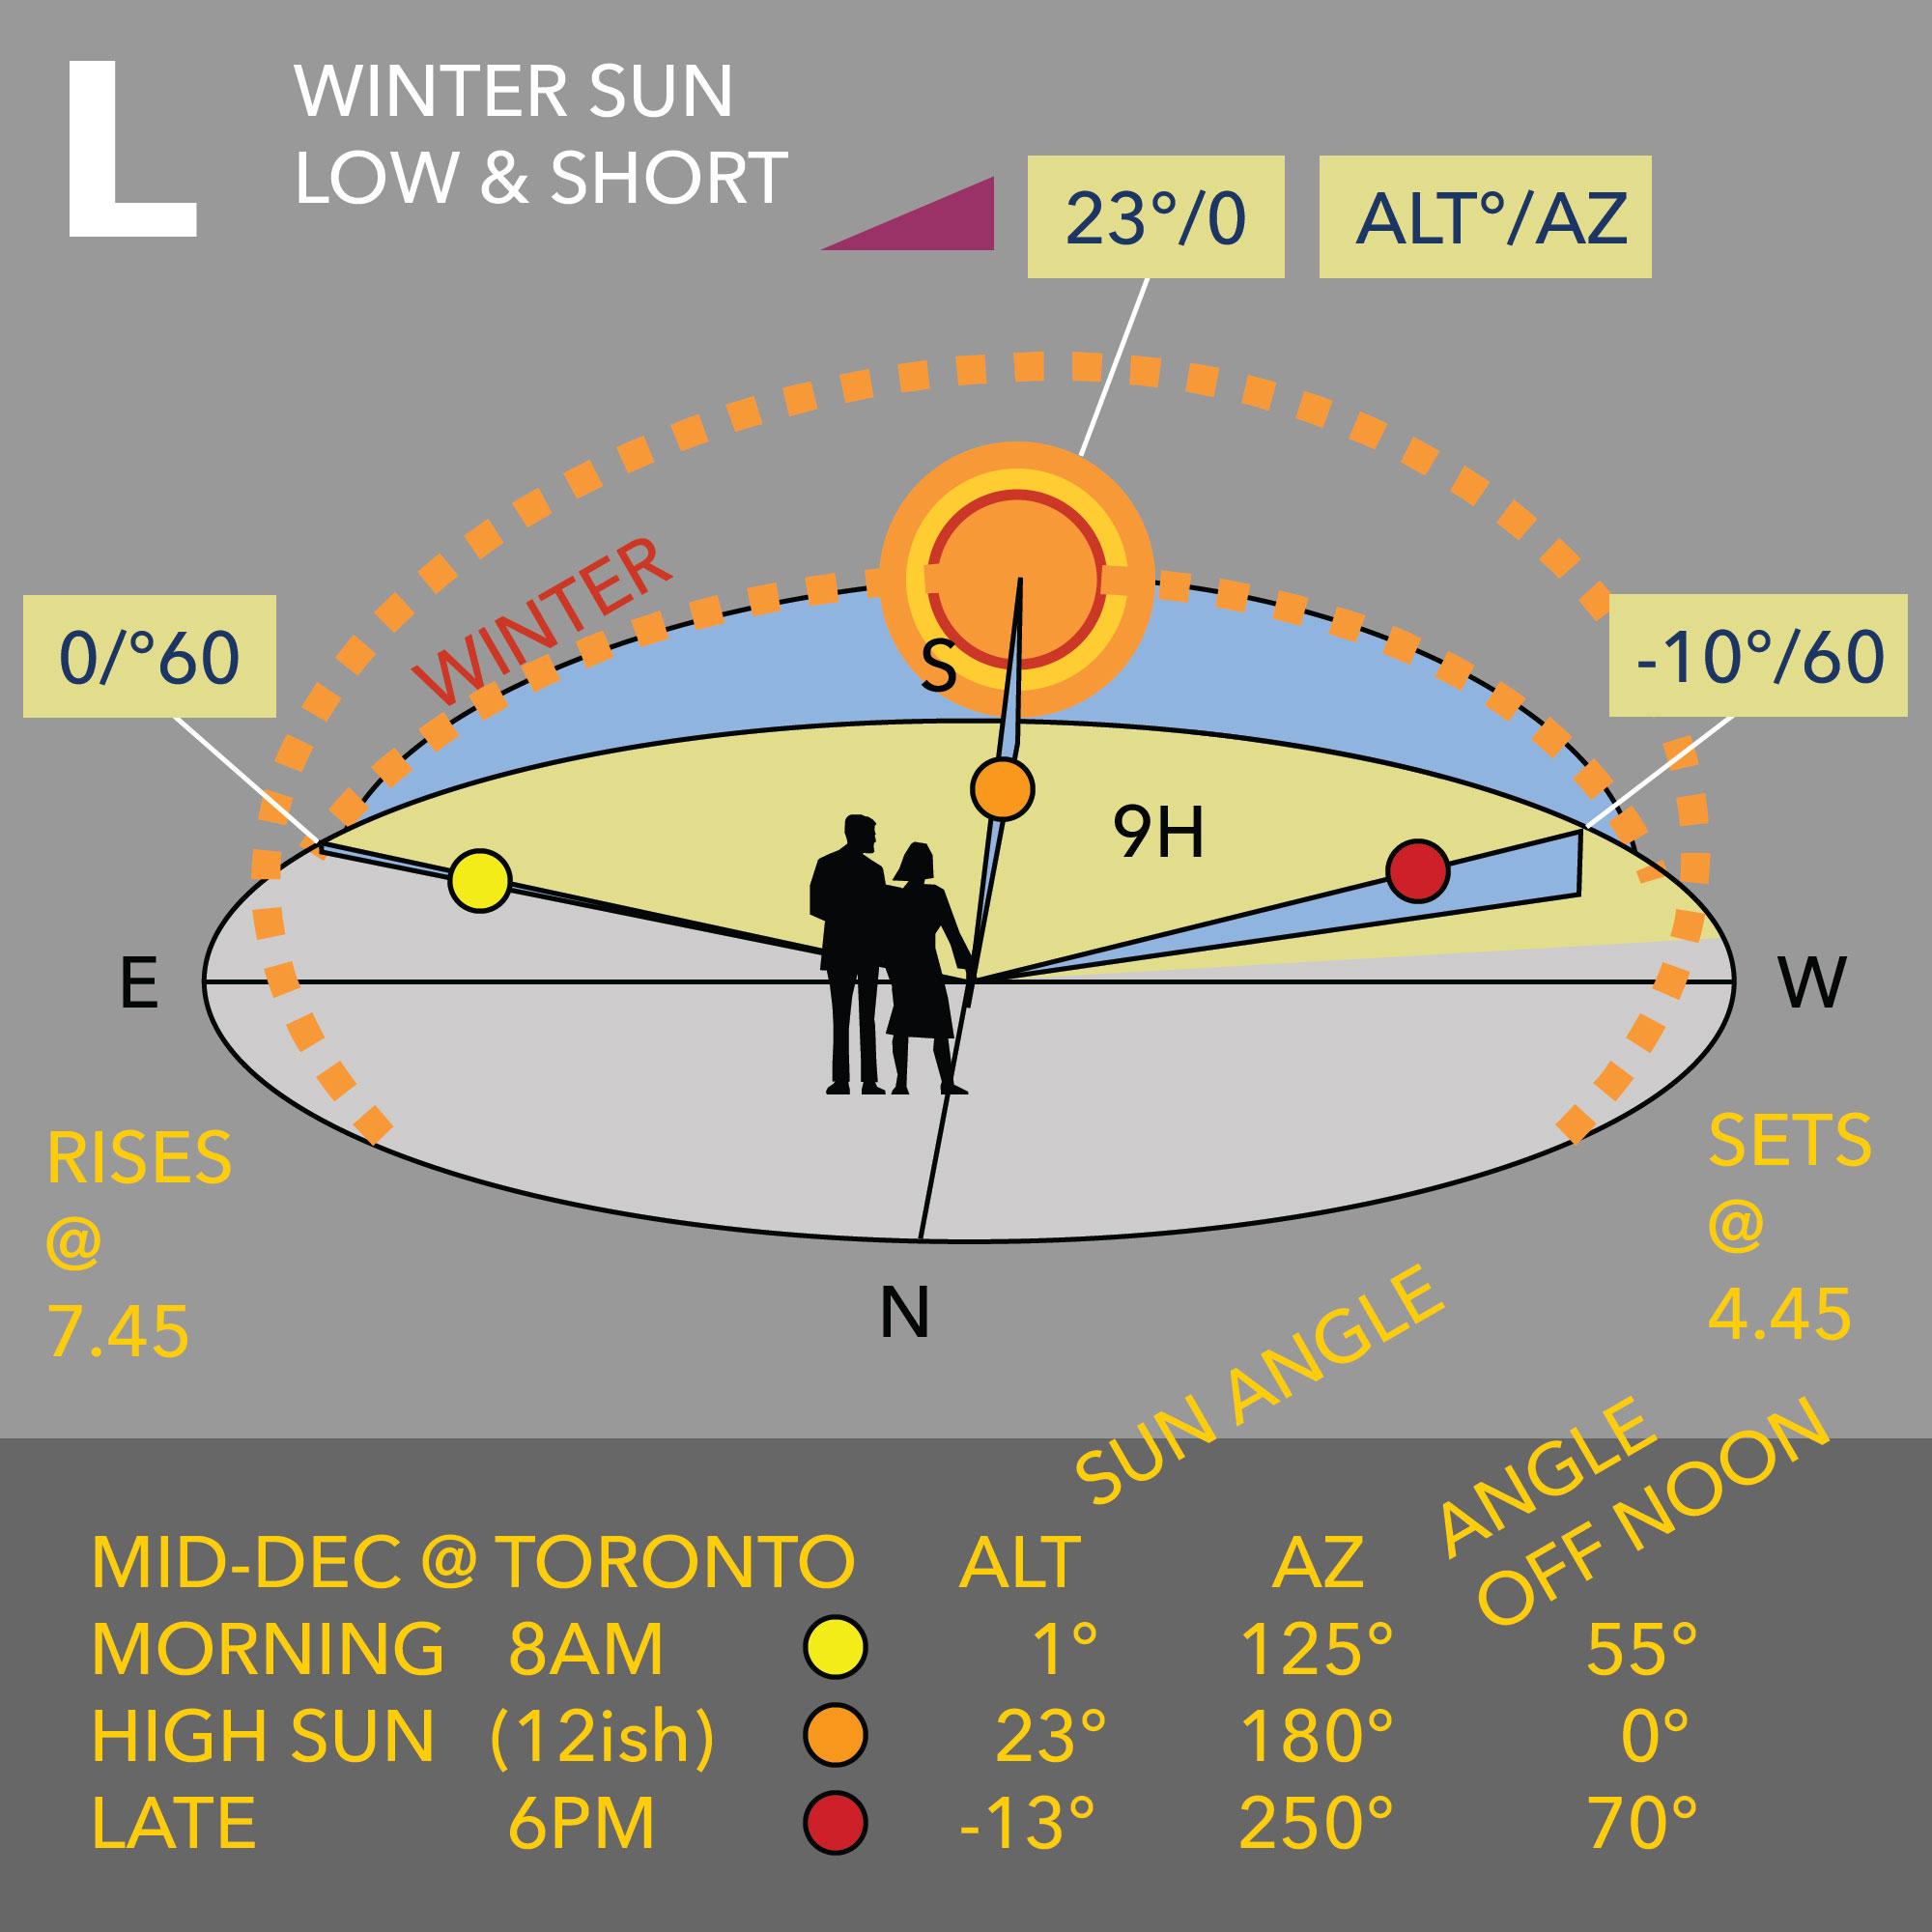 L
WINTER SUN
LOW & SHORT
23°/0
ALT°/AZ
WINTER
0/°60
-10°/60
S
9H
E
W
N
RISES
@
7.45
SETS
@
4.45
SUN ANGLE
ANGLE
OFF NOON
MID-DEC @ TORONTO ALT AZ
MORNING 8AM 1° 125° 55°
HIGH SUN (12ish) 23° 180° 0°
LATE 6PM -13° 250° 70°